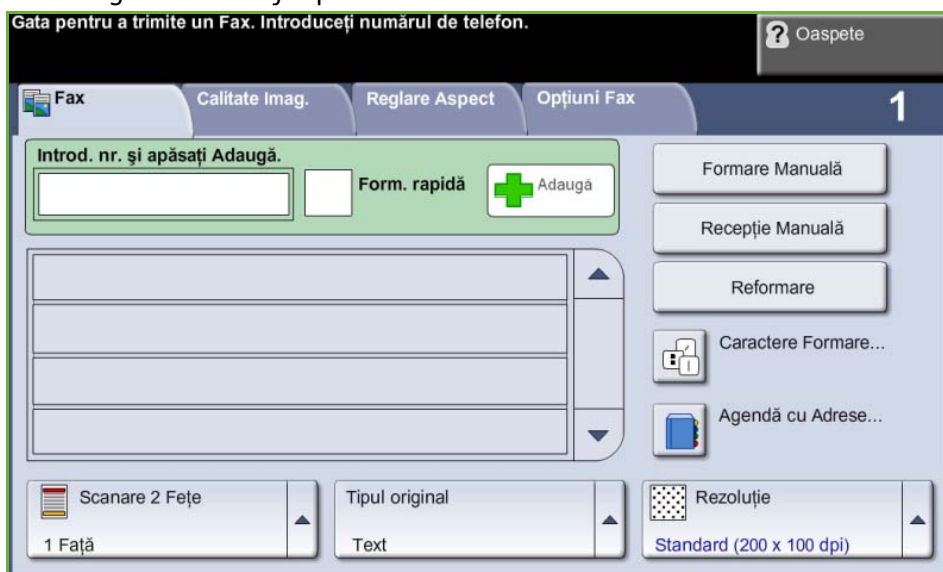 Gata pentru a trimite un Fax. Introduceți numărul de telefon.
Oaspete
Fax
Calitate Imag.
Reglare Aspect
Opțiuni Fax
1
Introd. nr. şi apăsați Adaugă.
Form. rapidă
Adaugă
Formare Manuală
Recepție Manuală
Reformare
Caractere Formare...
Agendă cu Adrese...
Scanare 2 Fețe
1 Față
Tipul original
Text
Rezoluție
Standard (200 x 100 dpi)